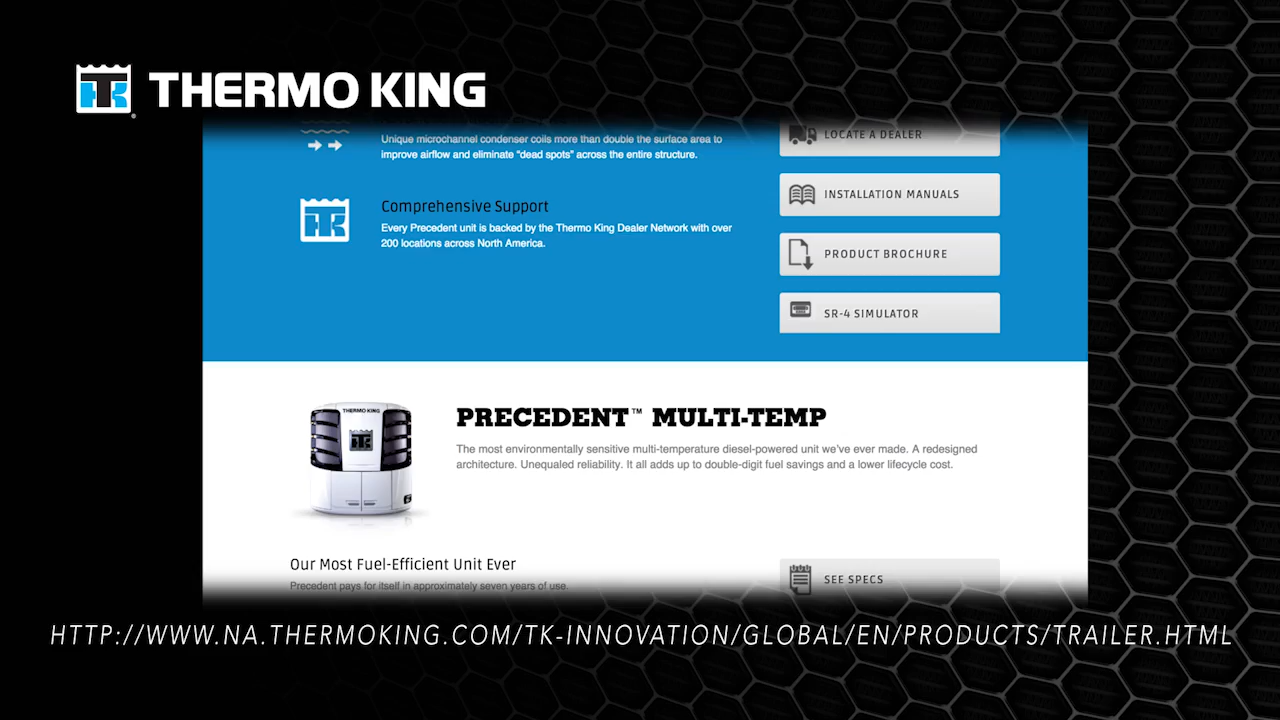 THERMO KING
Unique microchannel condenser coils more than double the surface area to
improve airflow and eliminate "dead spots" across the entire structure.
Comprehensive Support
Every Precedent unit is backed by the Thermo King Dealer Network with over
200 locations across North America.
LOCATE A DEALER
INSTALLATION MANUALS
PRODUCT BROCHURE
SR-4 SIMULATOR
THERMO KING
PRECEDENT™ MULTI-TEMP
The most environmentally sensitive multi-temperature diesel-powered unit we've ever made. A redesigned
architecture. Unequaled reliability. It all adds up to double-digit fuel savings and a lower lifecycle cost.
Our Most Fuel-Efficient Unit Ever
Precedent pays for itself in approximately seven years of use.
SEE SPECS
HTTP://WWW.NA.THERMOKING.COM/TK-INNOVATION/GLOBAL/EN/PRODUCTS/TRAILER.HTML